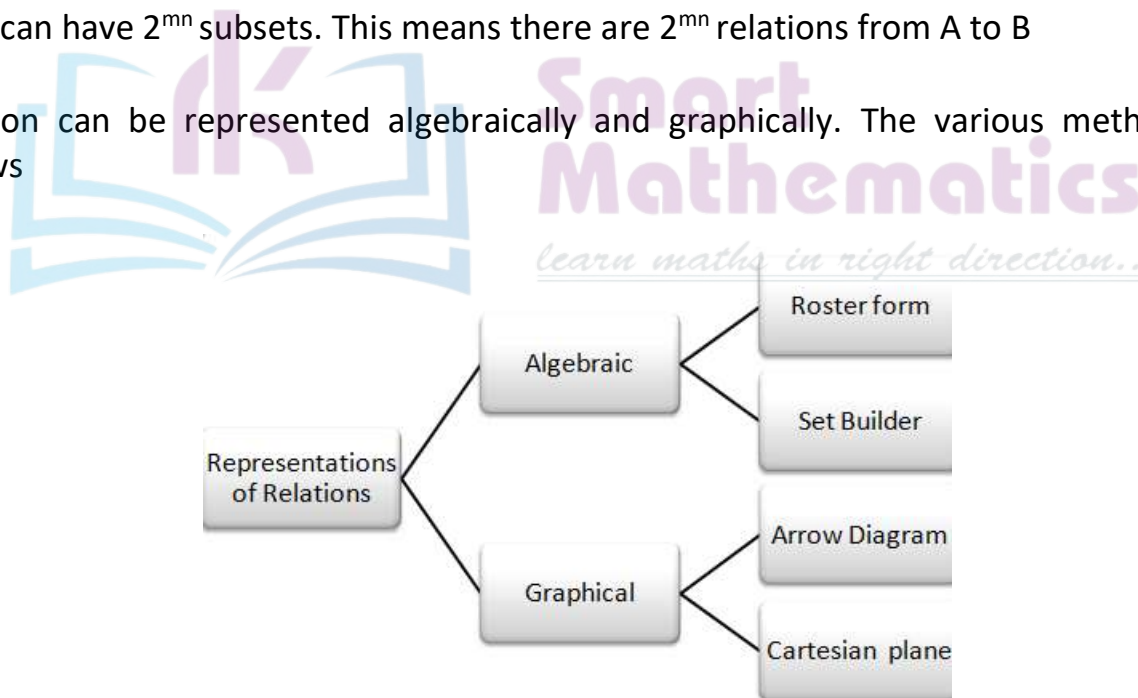 can have 2ᵐⁿ subsets. This means there are 2ᵐⁿ relations from A to B
rk
Smart
on can be represented algebraically and graphically. The various meth
Mathematics
learn maths in right direction..
Roster form
Algebraic
Set Builder
Representations
of Relations
Arrow Diagram
Graphical
Cartesian plane